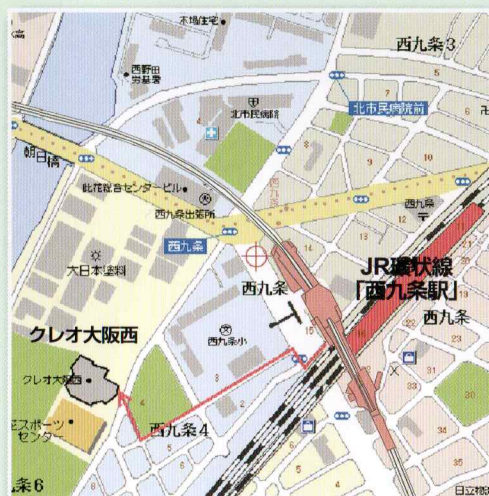 木場住宅
西九条3
西野田
労基署
北市民病院
北市民病院前
朝日橋
此花総合センタービル
西九条出張所
西九条
西九条
大日本塗料
西九条
JR環状線
「西九条駅」
西九条
西九条小
クレオ大阪西
クレオ大阪西
スポーツ
センター
西九条4
条6